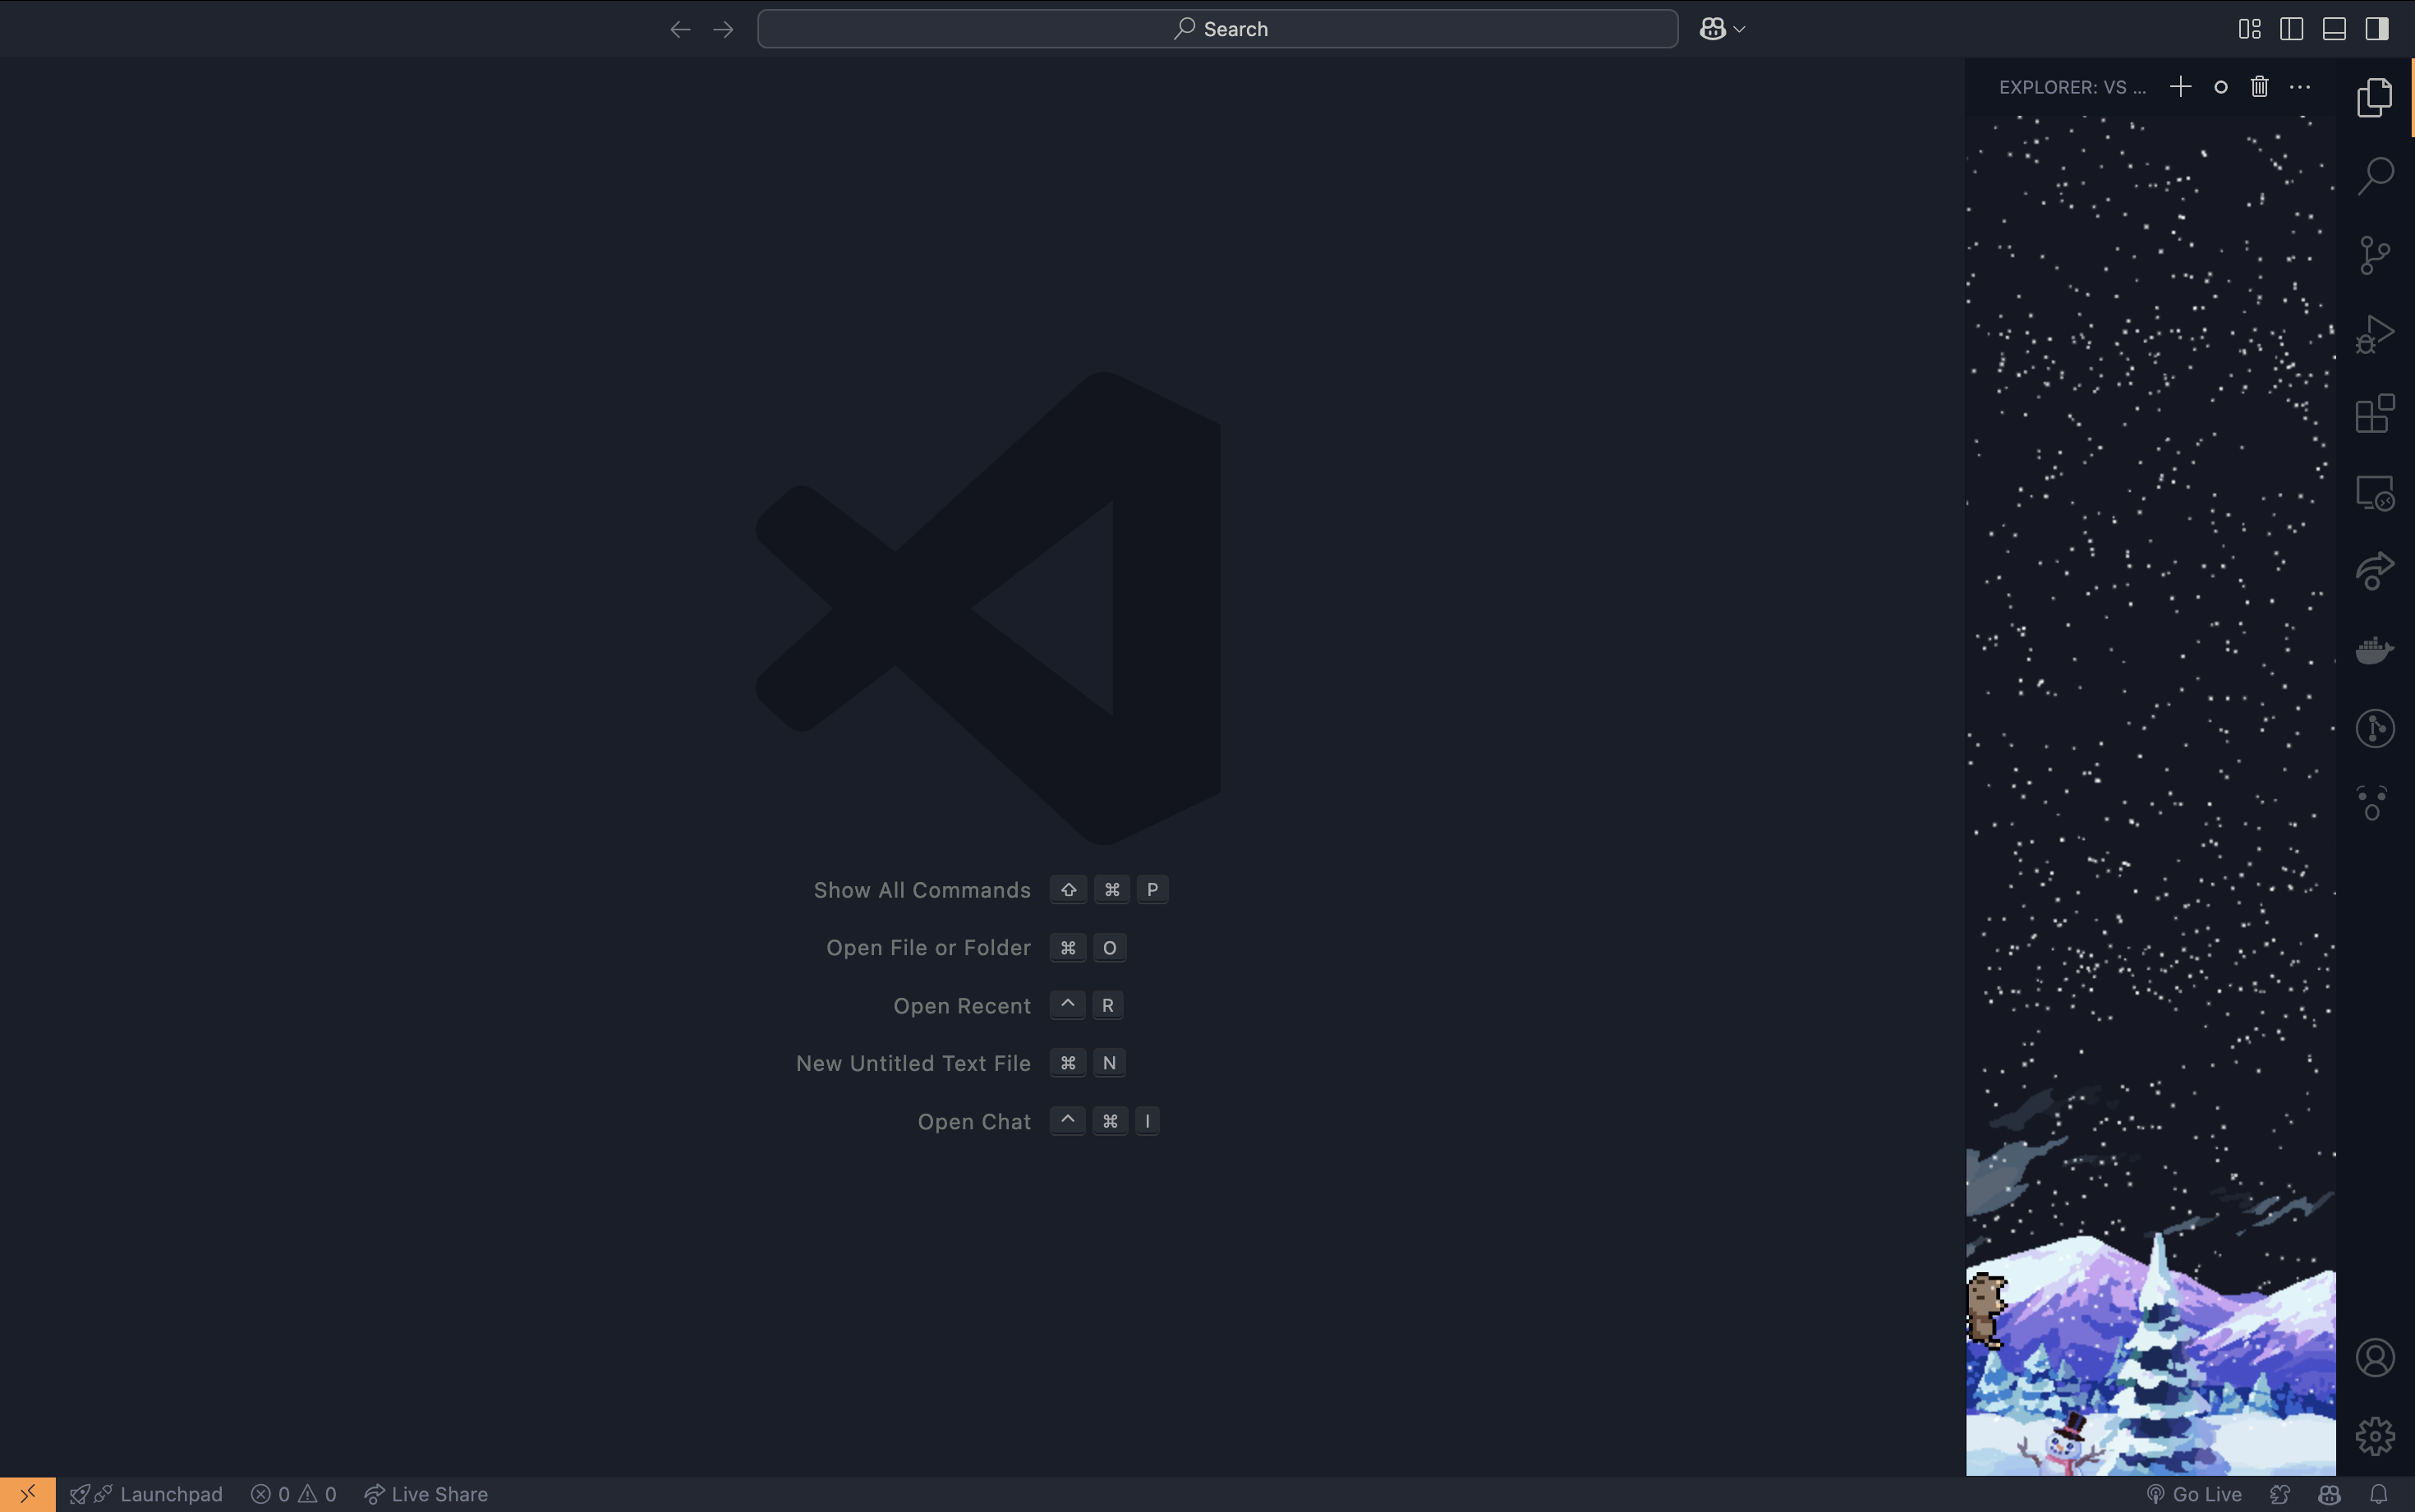 Search
EXPLORER: VS ...
Show All Commands ⇧ ⌘ P
Open File or Folder ⌘ O
Open Recent ^ R
New Untitled Text File ⌘ N
Open Chat ^ ⌘ I
Launchpad 0 0 Live Share
Go Live